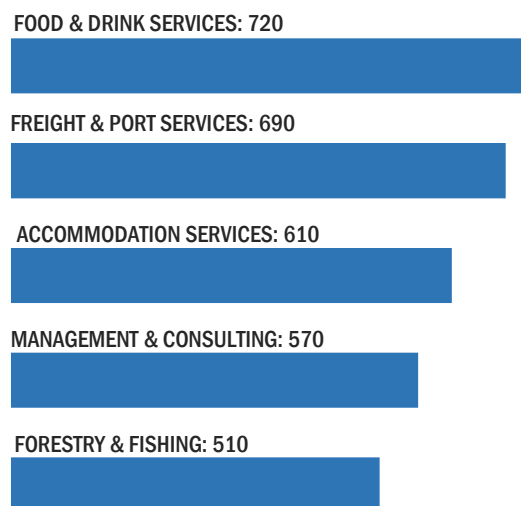 FOOD & DRINK SERVICES: 720
FREIGHT & PORT SERVICES: 690
ACCOMMODATION SERVICES: 610
MANAGEMENT & CONSULTING: 570
FORESTRY & FISHING: 510